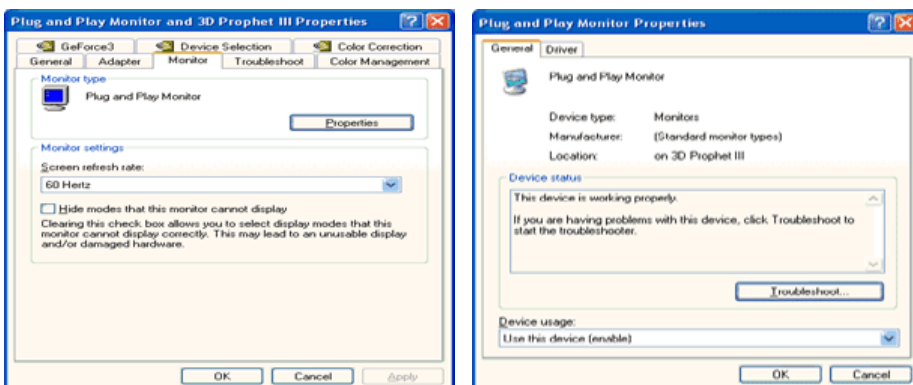 Plug and Play Monitor and 3D Prophet III Properties
GeForce3 Device Selection Color Correction
General Adapter Monitor Troubleshoot Color Management
Monitor type
Plug and Play Monitor
Properties
Monitor settings
Screen refresh rate:
60 Hertz
Hide modes that this monitor cannot display
Clearing this check box allows you to select display modes that this
monitor cannot display correctly. This may lead to an unusable display
and/or damaged hardware.
OK Cancel Apply
Plug and Play Monitor Properties
General Driver
Plug and Play Monitor
Device type: Monitors
Manufacturer: (Standard monitor types)
Location: on 3D Prophet III
Device status
This device is working properly.
If you are having problems with this device, click Troubleshoot to
start the troubleshooter.
Troubleshoot...
Device usage:
Use this device (enable)
OK Cancel